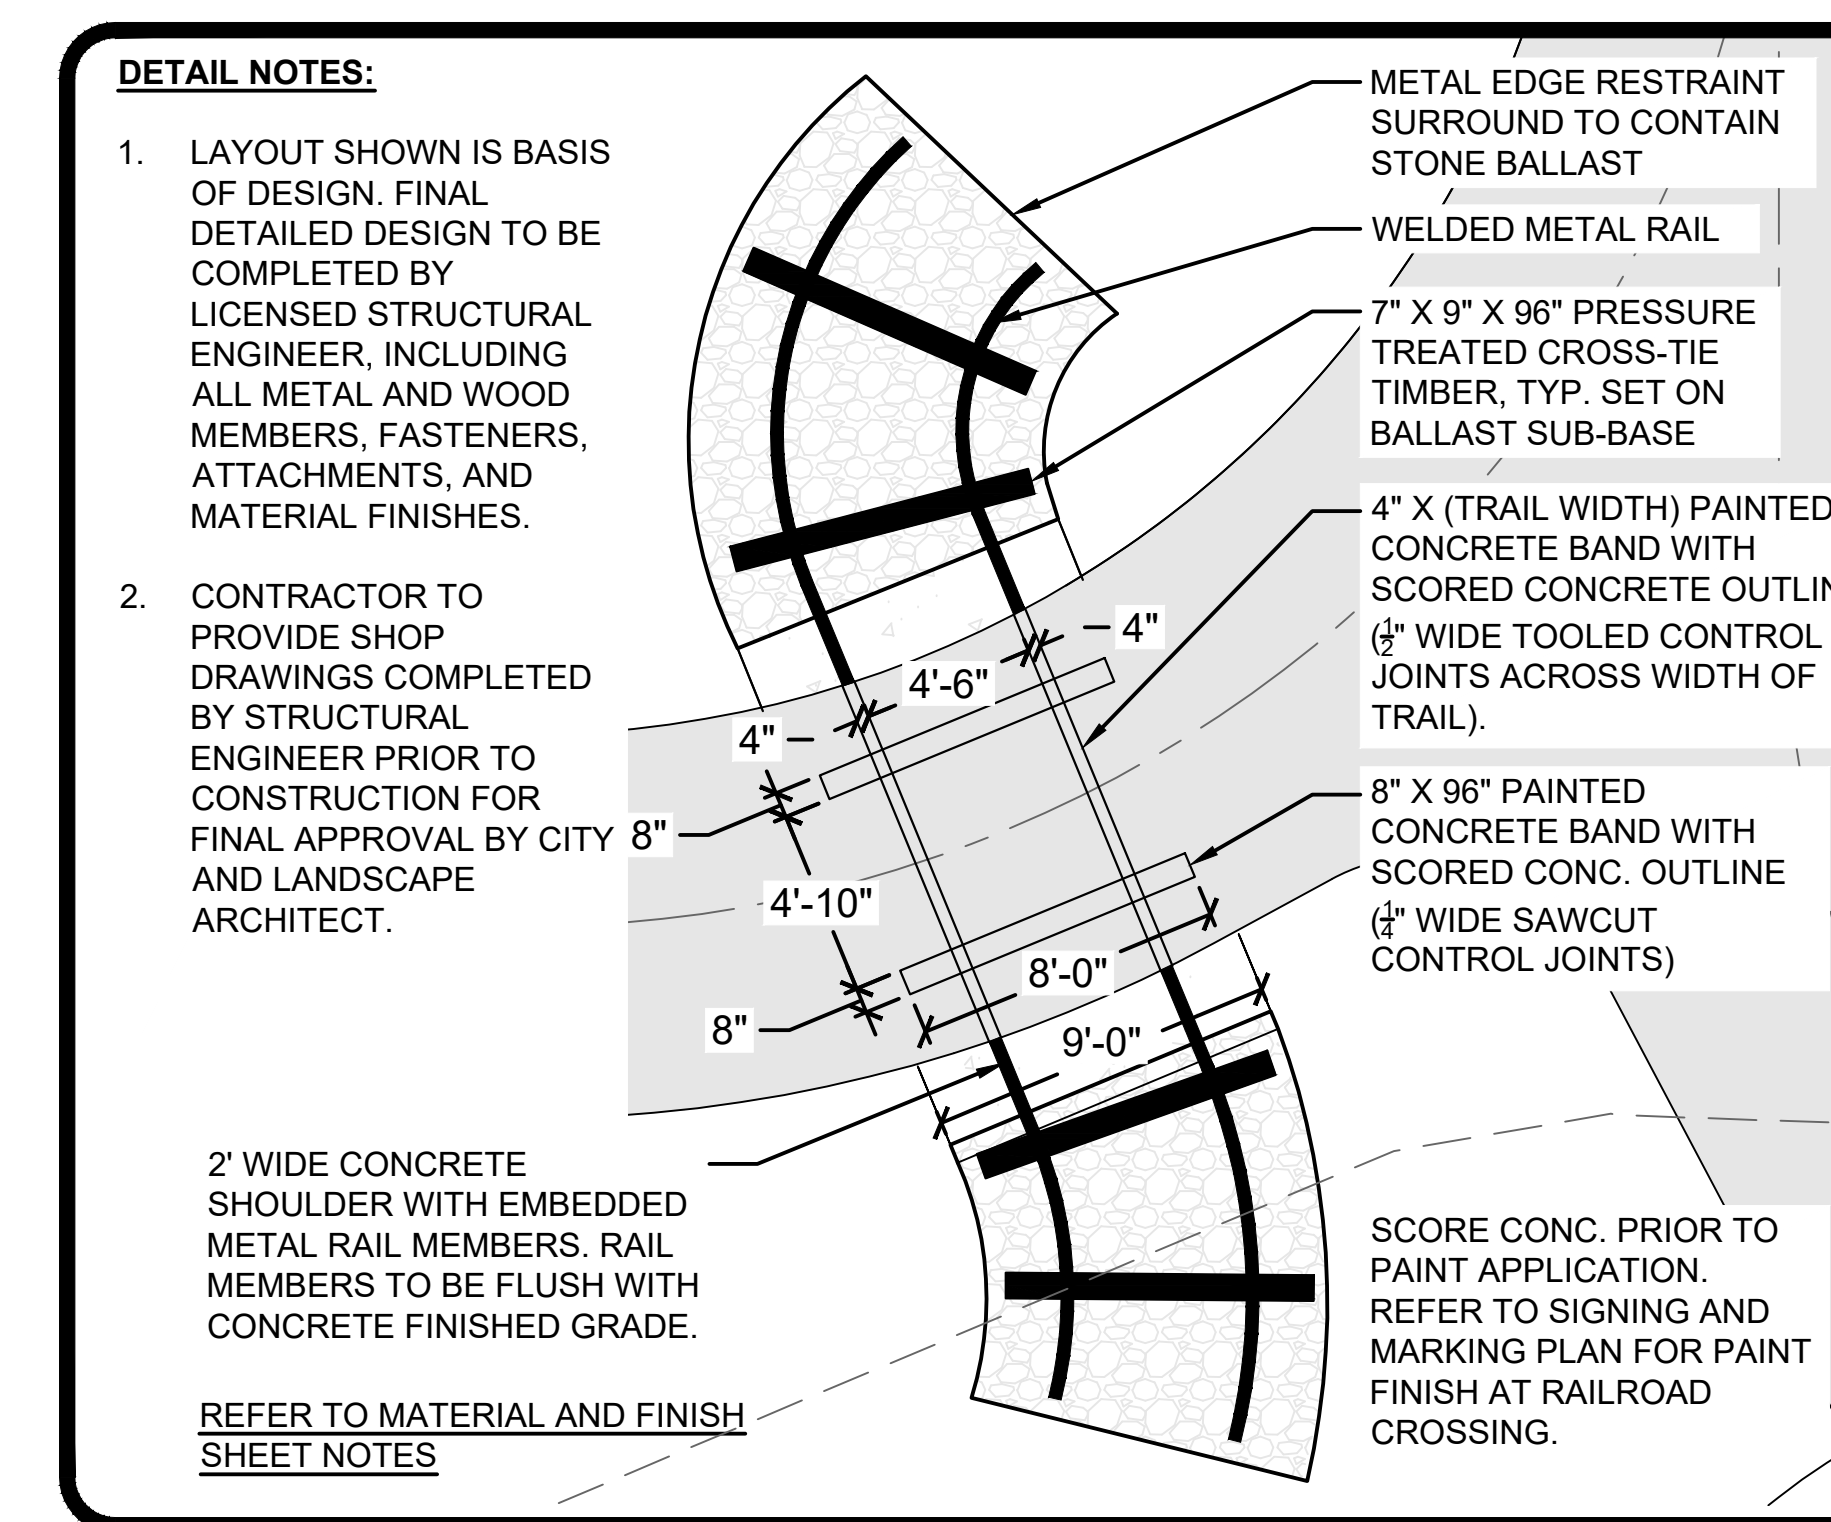 DETAIL NOTES:
1. LAYOUT SHOWN IS BASIS
OF DESIGN. FINAL
DETAILED DESIGN TO BE
COMPLETED BY
LICENSED STRUCTURAL
ENGINEER, INCLUDING
ALL METAL AND WOOD
MEMBERS, FASTENERS,
ATTACHMENTS, AND
MATERIAL FINISHES.
2. CONTRACTOR TO
PROVIDE SHOP
DRAWINGS COMPLETED
BY STRUCTURAL
ENGINEER PRIOR TO
CONSTRUCTION FOR
FINAL APPROVAL BY CITY
AND LANDSCAPE
ARCHITECT.
2' WIDE CONCRETE
SHOULDER WITH EMBEDDED
METAL RAIL MEMBERS. RAIL
MEMBERS TO BE FLUSH WITH
CONCRETE FINISHED GRADE.
REFER TO MATERIAL AND FINISH
SHEET NOTES
4"
4'-6"
4"
8"
4'-10"
8'-0"
8"
9'-0"
METAL EDGE RESTRAINT
SURROUND TO CONTAIN
STONE BALLAST
WELDED METAL RAIL
7" X 9" X 96" PRESSURE
TREATED CROSS-TIE
TIMBER, TYP. SET ON
BALLAST SUB-BASE
4" X (TRAIL WIDTH) PAINTED
CONCRETE BAND WITH
SCORED CONCRETE
(1/2" WIDE TOOLED CONTROL
JOINTS ACROSS WIDTH OF
TRAIL).
8" X 96" PAINTED
CONCRETE BAND WITH
SCORED CONC. OUTLINE
(1/4" WIDE SAWCUT
CONTROL JOINTS)
SCORE CONC. PRIOR TO
PAINT APPLICATION.
REFER TO SIGNING AND
MARKING PLAN FOR PAINT
FINISH AT RAILROAD
CROSSING.